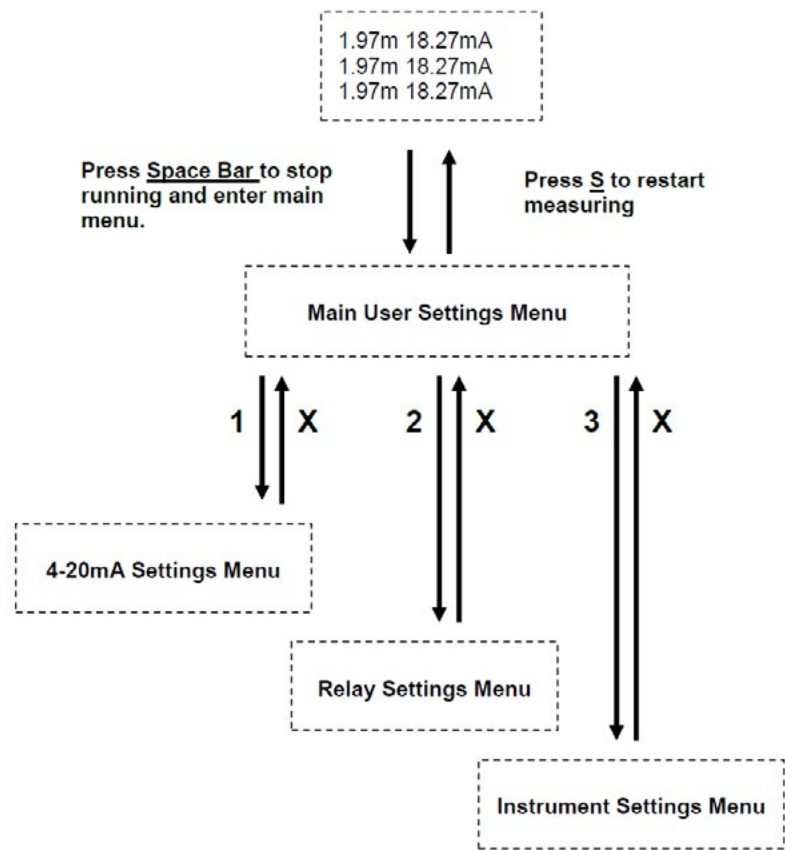 1.97m 18.27mA
1.97m 18.27mA
1.97m 18.27mA
Press Space Bar to stop
running and enter main
menu.
Press S to restart
measuring
Main User Settings Menu
1 X 2 X 3 X
4-20mA Settings Menu
Relay Settings Menu
Instrument Settings Menu